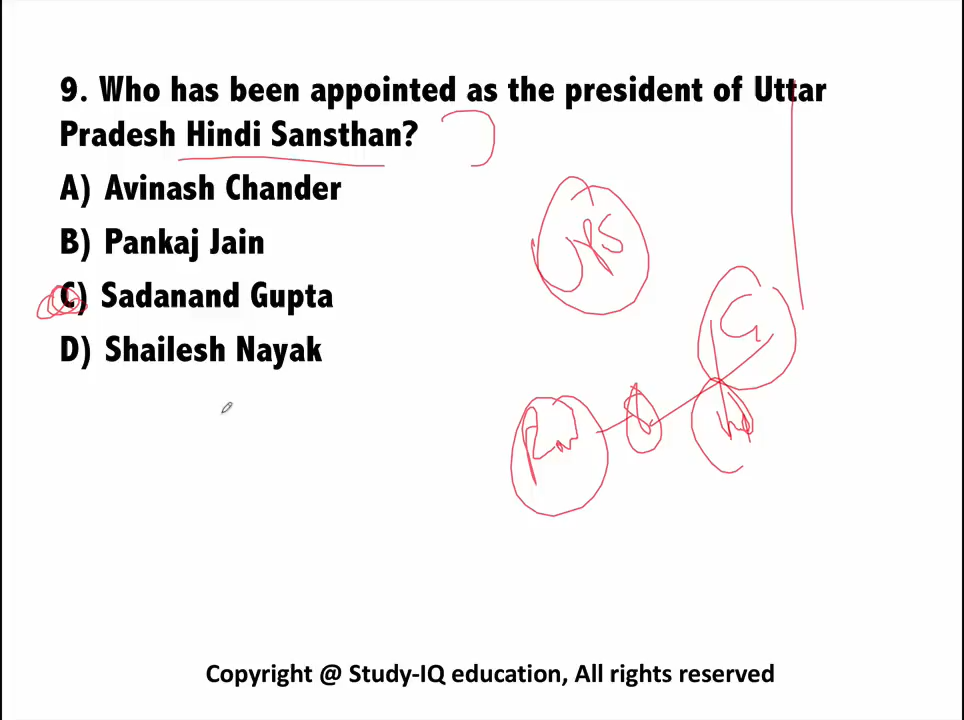 9. Who has been appointed as the president of Uttar
Pradesh Hindi Sansthan?
A) Avinash Chander
B) Pankaj Jain
C) Sadanand Gupta
D) Shailesh Nayak
Copyright @ Study-IQ education, All rights reserved